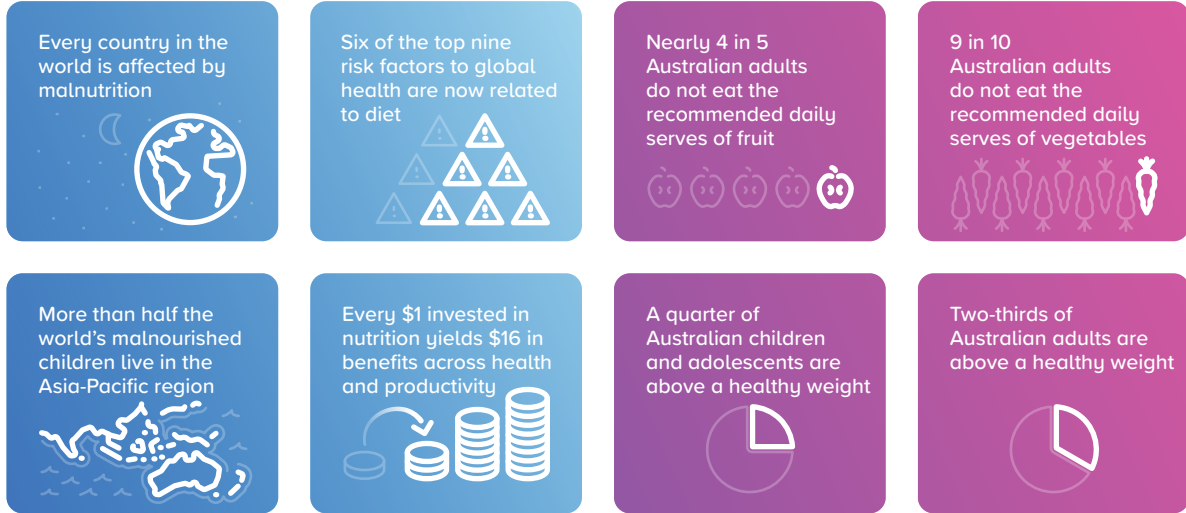 Every country in the
world is affected by
malnutrition
Six of the top nine
risk factors to global
health are now related
to diet
Nearly 4 in 5
Australian adults
do not eat the
recommended daily
serves of fruit
9 in 10
Australian adults
do not eat the
recommended daily
serves of vegetables
More than half the
world's malnourished
children live in the
Asia-Pacific region
Every $1 invested in
nutrition yields $16 in
benefits across health
and productivity
A quarter of
Australian children
and adolescents are
above a healthy weight
Two-thirds of
Australian adults are
above a healthy weight